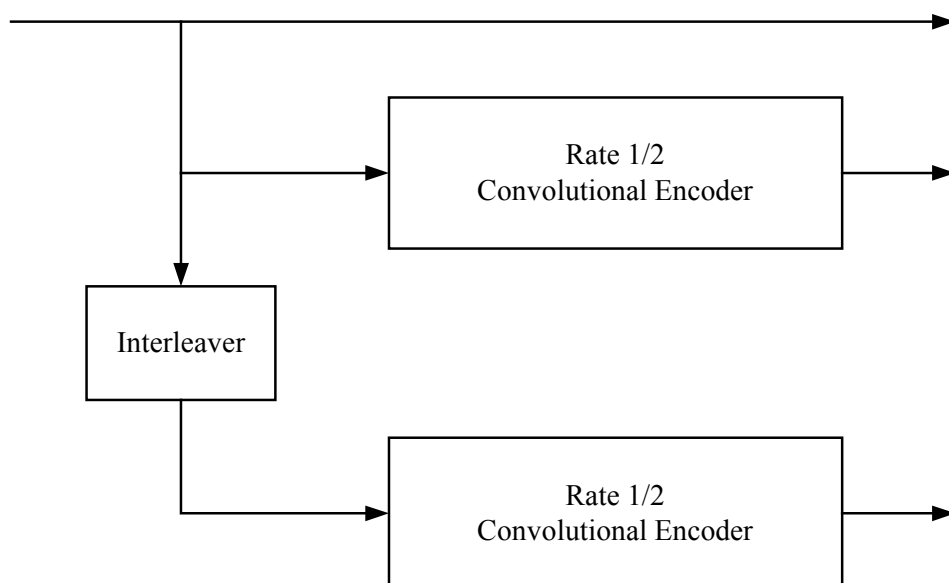 Rate 1/2
Convolutional Encoder
Interleaver
Rate 1/2
Convolutional Encoder